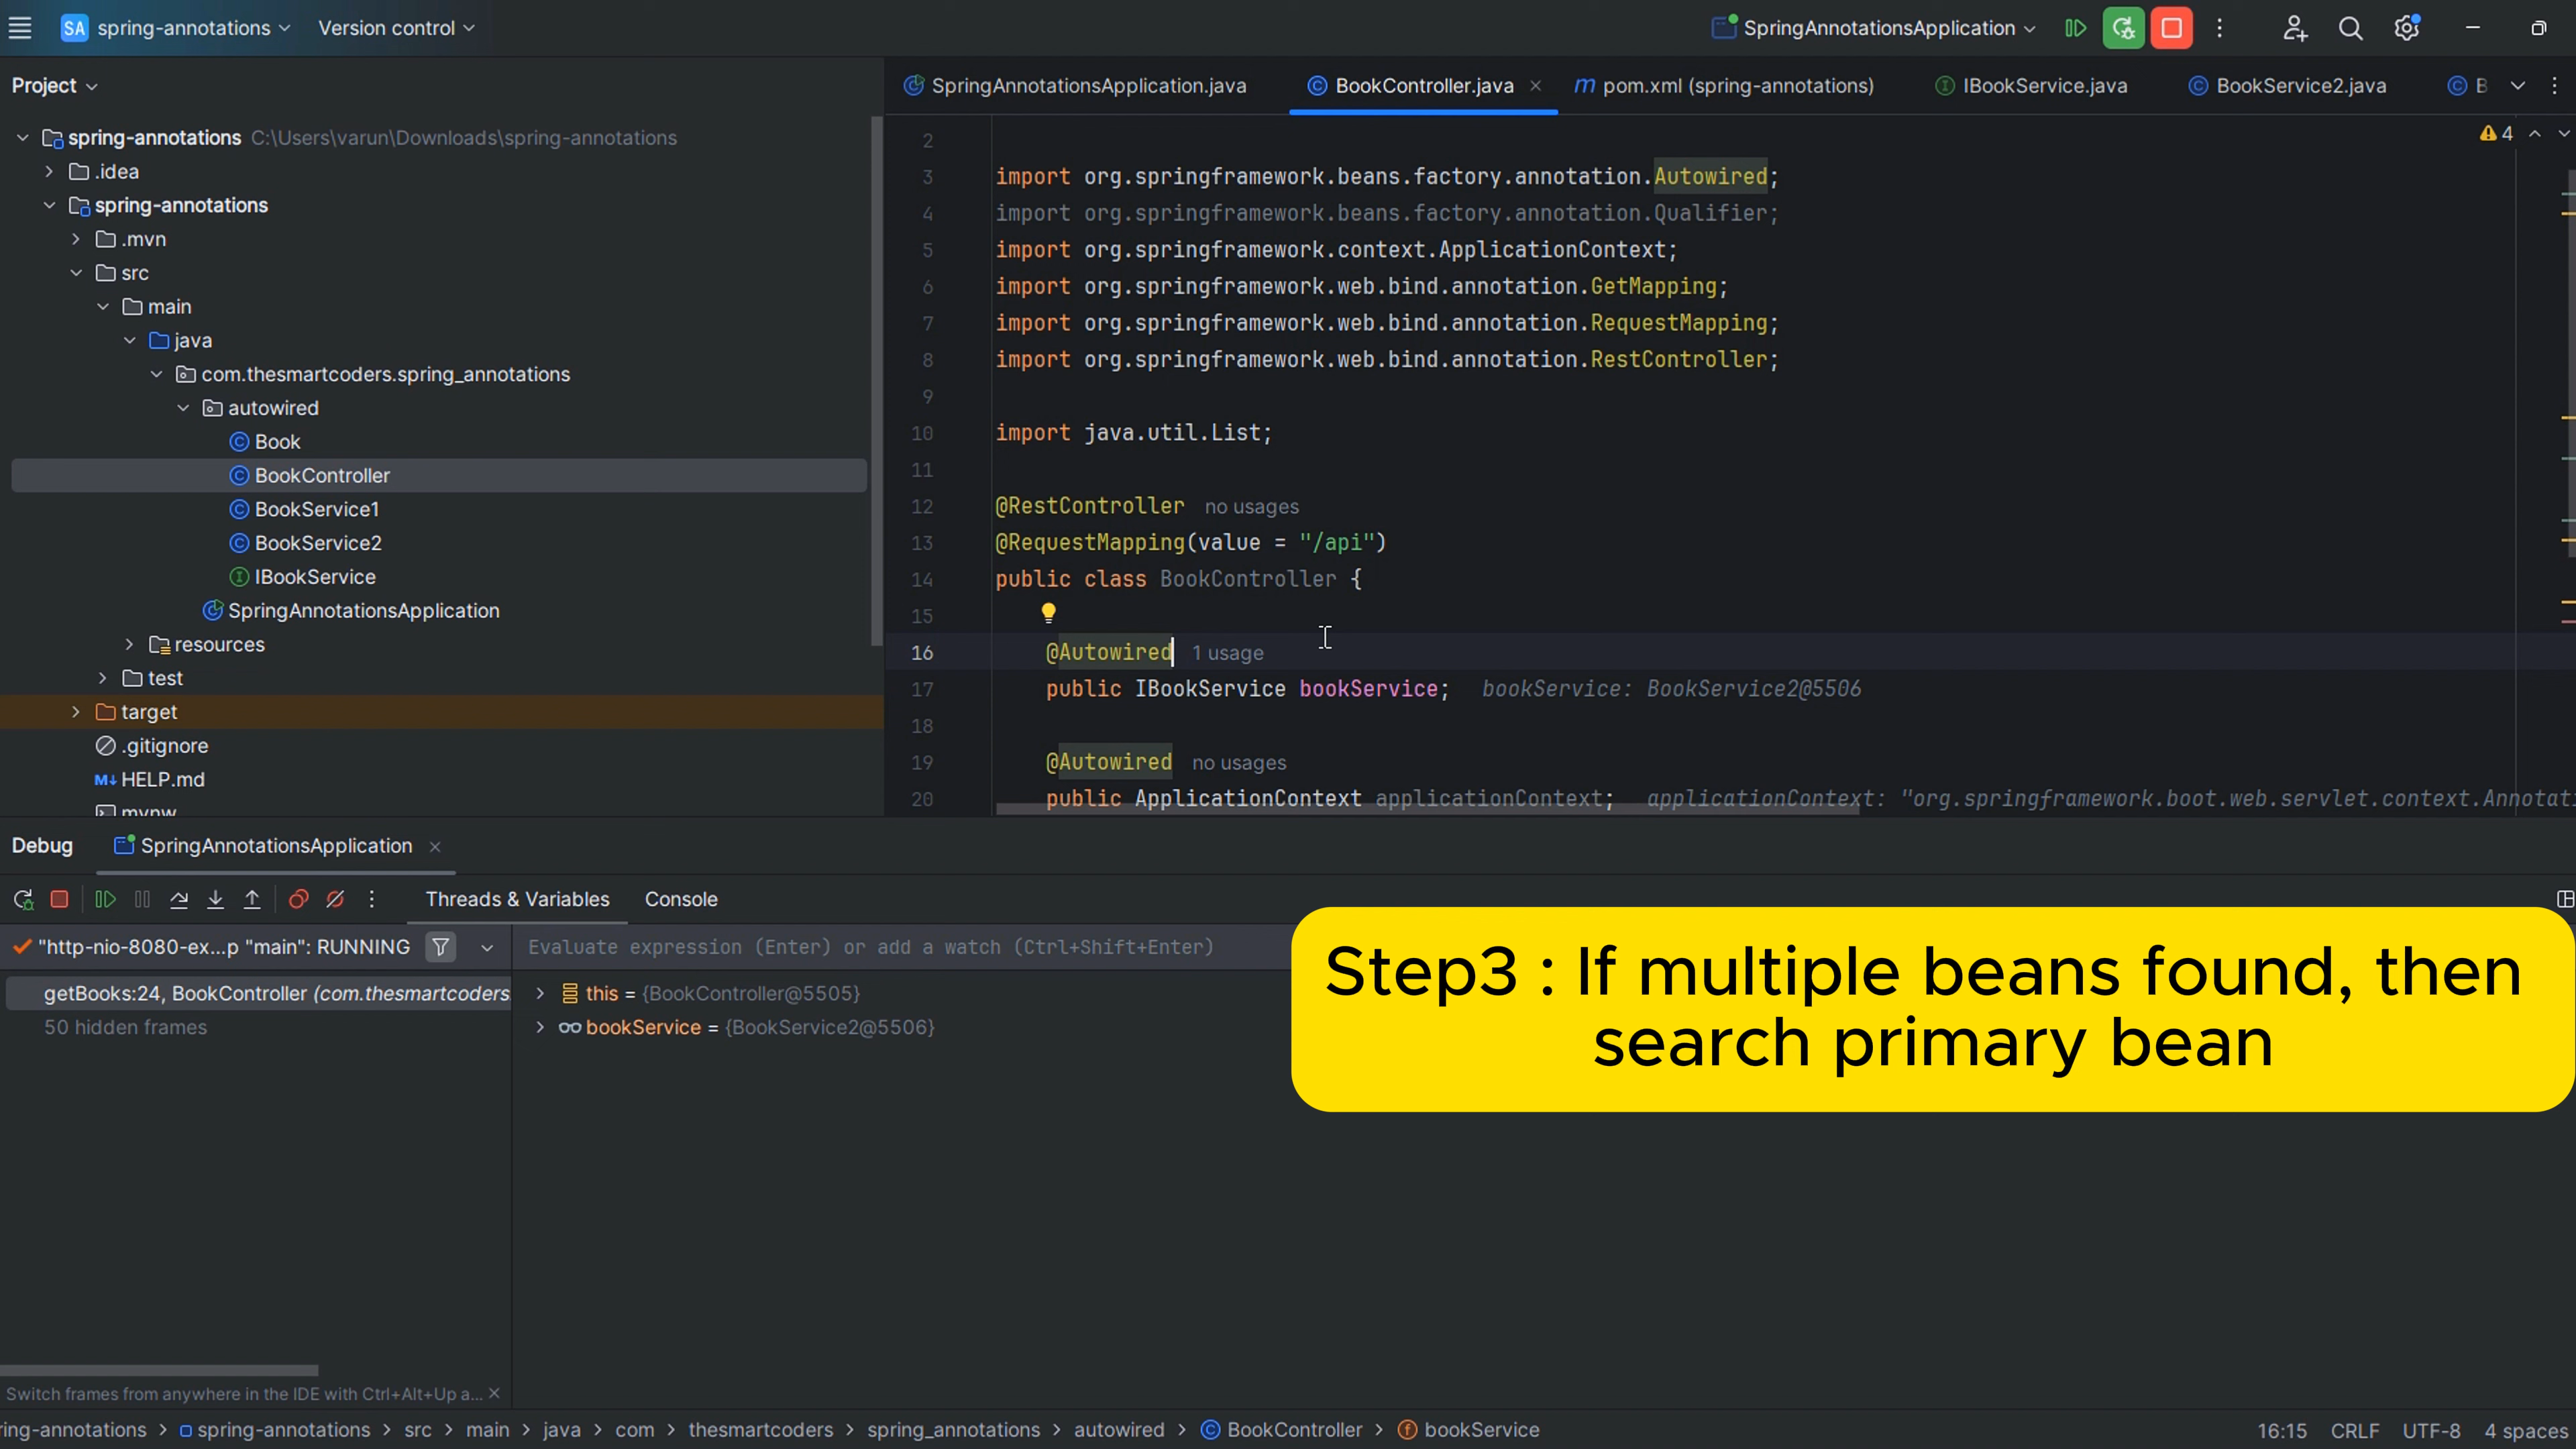 SA spring-annotations Version control SpringAnnotationsApplication
Project
SpringAnnotationsApplication.java BookController.java pom.xml (spring-annotations) IBookService.java BookService2.java B
spring-annotations C:\Users\varun\Downloads\spring-annotations
.idea
spring-annotations
.mvn
src
main
java
com.thesmartcoders.spring_annotations
autowired
Book
BookController
BookService1
BookService2
IBookService
SpringAnnotationsApplication
resources
test
target
.gitignore
HELP.md
mvnw
4
2
3 import org.springframework.beans.factory.annotation.Autowired;
4 import org.springframework.beans.factory.annotation.Qualifier;
5 import org.springframework.context.ApplicationContext;
6 import org.springframework.web.bind.annotation.GetMapping;
7 import org.springframework.web.bind.annotation.RequestMapping;
8 import org.springframework.web.bind.annotation.RestController;
9
10 import java.util.List;
11
12 @RestController no usages
13 @RequestMapping(value = "/api")
14 public class BookController {
15
16 @Autowired 1 usage
17 public IBookService bookService; bookService: BookService2@5506
18
19 @Autowired no usages
20 public ApplicationContext applicationContext; applicationContext: "org.springframework.boot.web.servlet.context.Annotati
Debug SpringAnnotationsApplication
Threads & Variables Console
"http-nio-8080-ex...p "main": RUNNING
Evaluate expression (Enter) or add a watch (Ctrl+Shift+Enter)
getBooks:24, BookController (com.thesmartcoders.
50 hidden frames
this = {BookController@5505}
bookService = {BookService2@5506}
Step3 : If multiple beans found, then
search primary bean
Switch frames from anywhere in the IDE with Ctrl+Alt+Up a...
ring-annotations > spring-annotations > src > main > java > com > thesmartcoders > spring_annotations > autowired > BookController > bookService
16:15 CRLF UTF-8 4 spaces